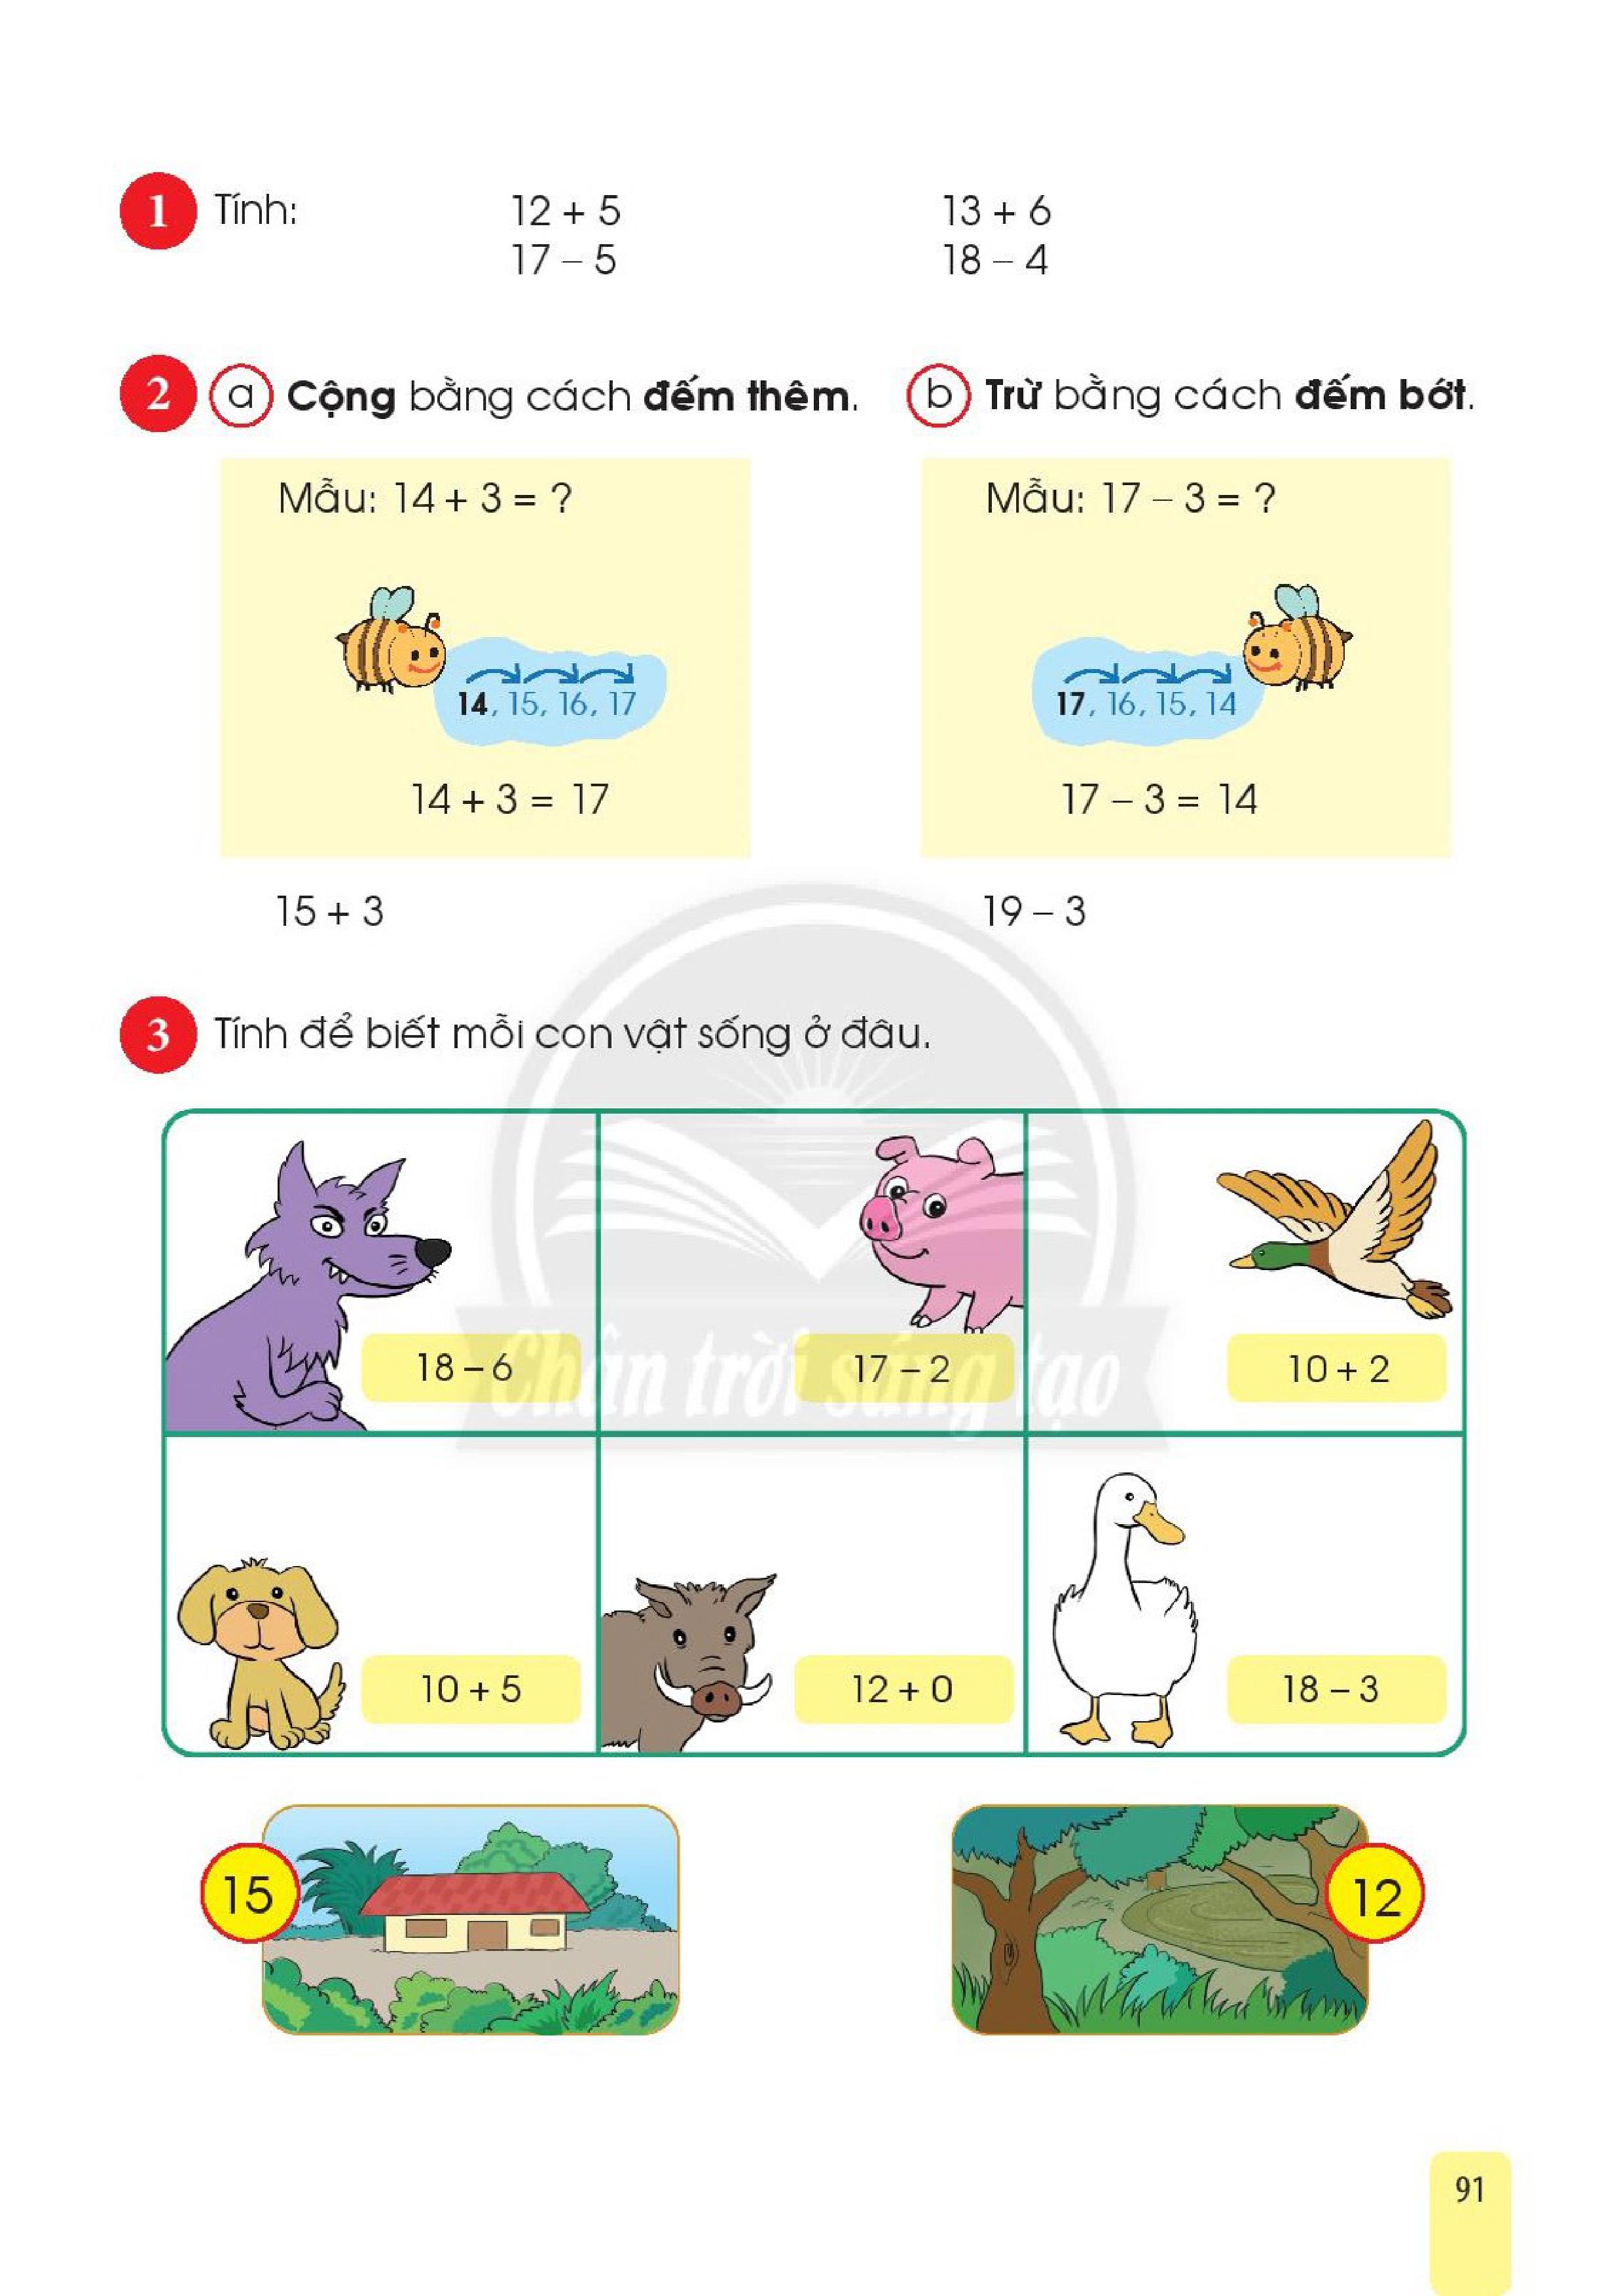 1 Tính: 12 + 5 13 + 6
17 – 5 18 – 4
2 a Cộng bằng cách đếm thêm. b Trừ bằng cách đếm bớt.
Mẫu: 14 + 3 = ? Mẫu: 17 – 3 = ?
14, 15, 16, 17 17, 16, 15, 14
14 + 3 = 17 17 – 3 = 14
15 + 3 19 – 3
3 Tính để biết mỗi con vật sống ở đâu.
18 – 6 17 – 2 10 + 2
Chân trời sáng tạo
10 + 5 12 + 0 18 – 3
15 12
91